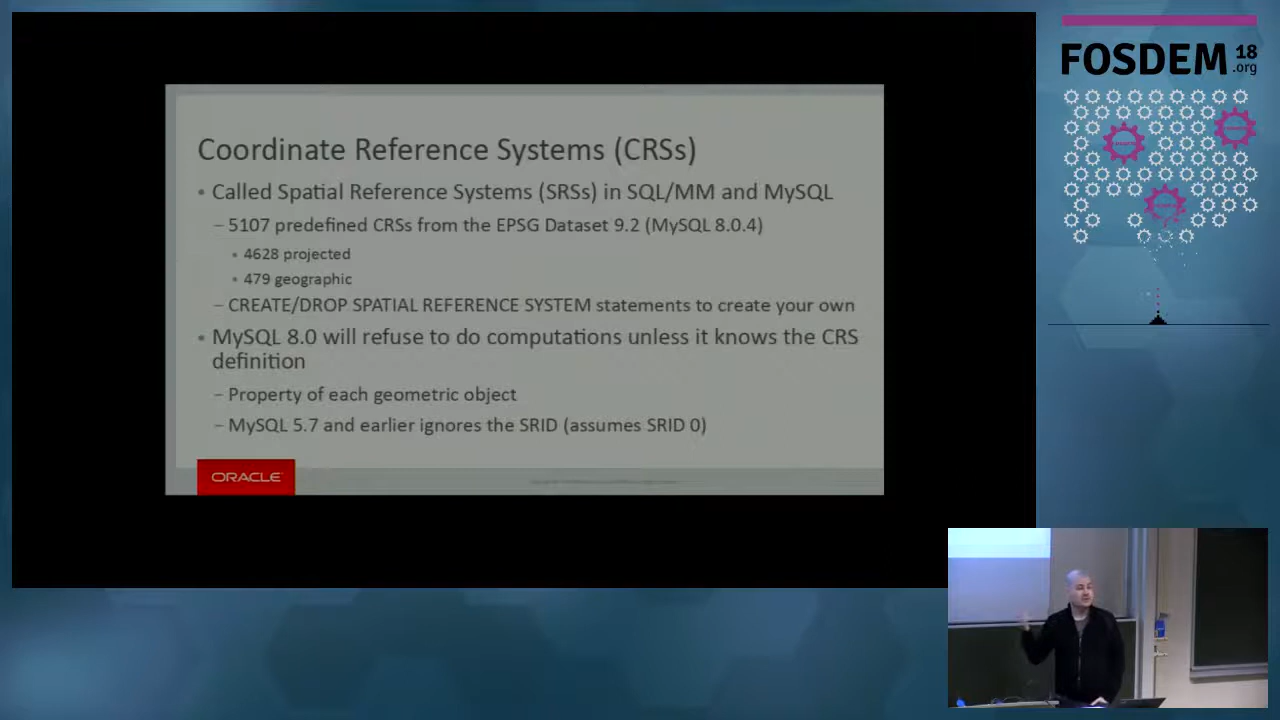 Coordinate Reference Systems (CRSs)
• Called Spatial Reference Systems (SRSs) in SQL/MM and MySQL
– 5107 predefined CRSs from the EPSG Dataset 9.2 (MySQL 8.0.4)
• 4628 projected
• 479 geographic
– CREATE/DROP SPATIAL REFERENCE SYSTEM statements to create your own
• MySQL 8.0 will refuse to do computations unless it knows the CRS
definition
– Property of each geometric object
– MySQL 5.7 and earlier ignores the SRID (assumes SRID 0)
ORACLE
FOSDEM 18
.org